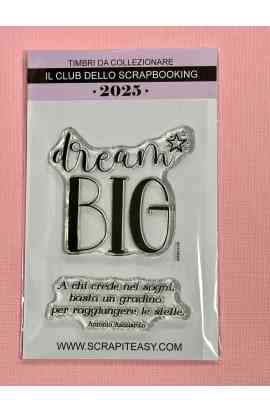 TIMBRI DA COLLEZIONARE
IL CLUB DELLO SCRAPBOOKING
• 2025 •
dream
BIG
A chi crede nei sogni,
basta un gradino
per raggiungere le stelle.
WWW.SCRAPITEASY.COM